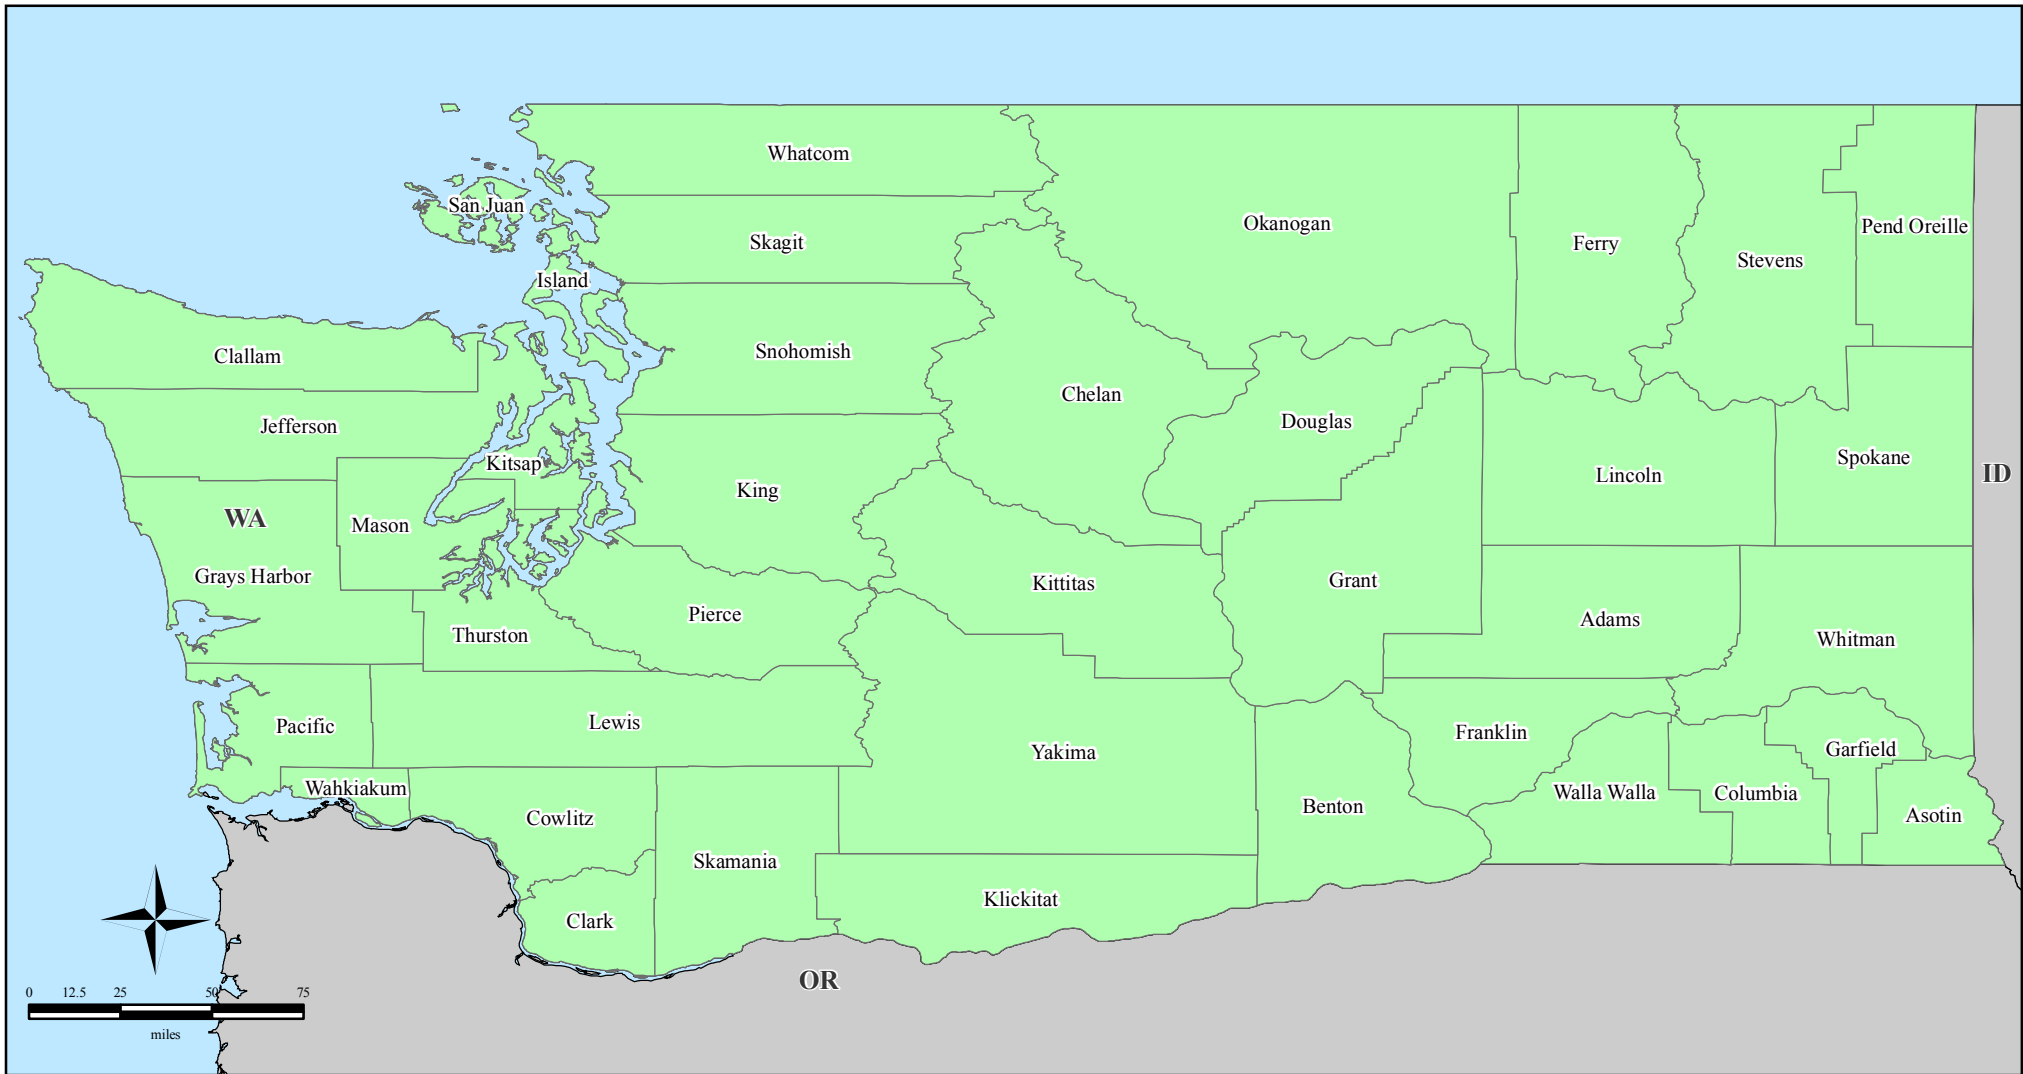 Whatcom
San Juan
Skagit
Okanogan
Ferry
Stevens
Pend Oreille
Island
Clallam
Snohomish
Chelan
Jefferson
Douglas
Kitsap
King
Lincoln
Spokane
ID
WA
Mason
Grays Harbor
Kittitas
Grant
Thurston
Pierce
Adams
Whitman
Pacific
Lewis
Yakima
Franklin
Garfield
Wahkiakum
Cowlitz
Benton
Walla Walla
Columbia
Asotin
Skamania
Klickitat
Clark
OR
0 12.5 25 50 75
miles